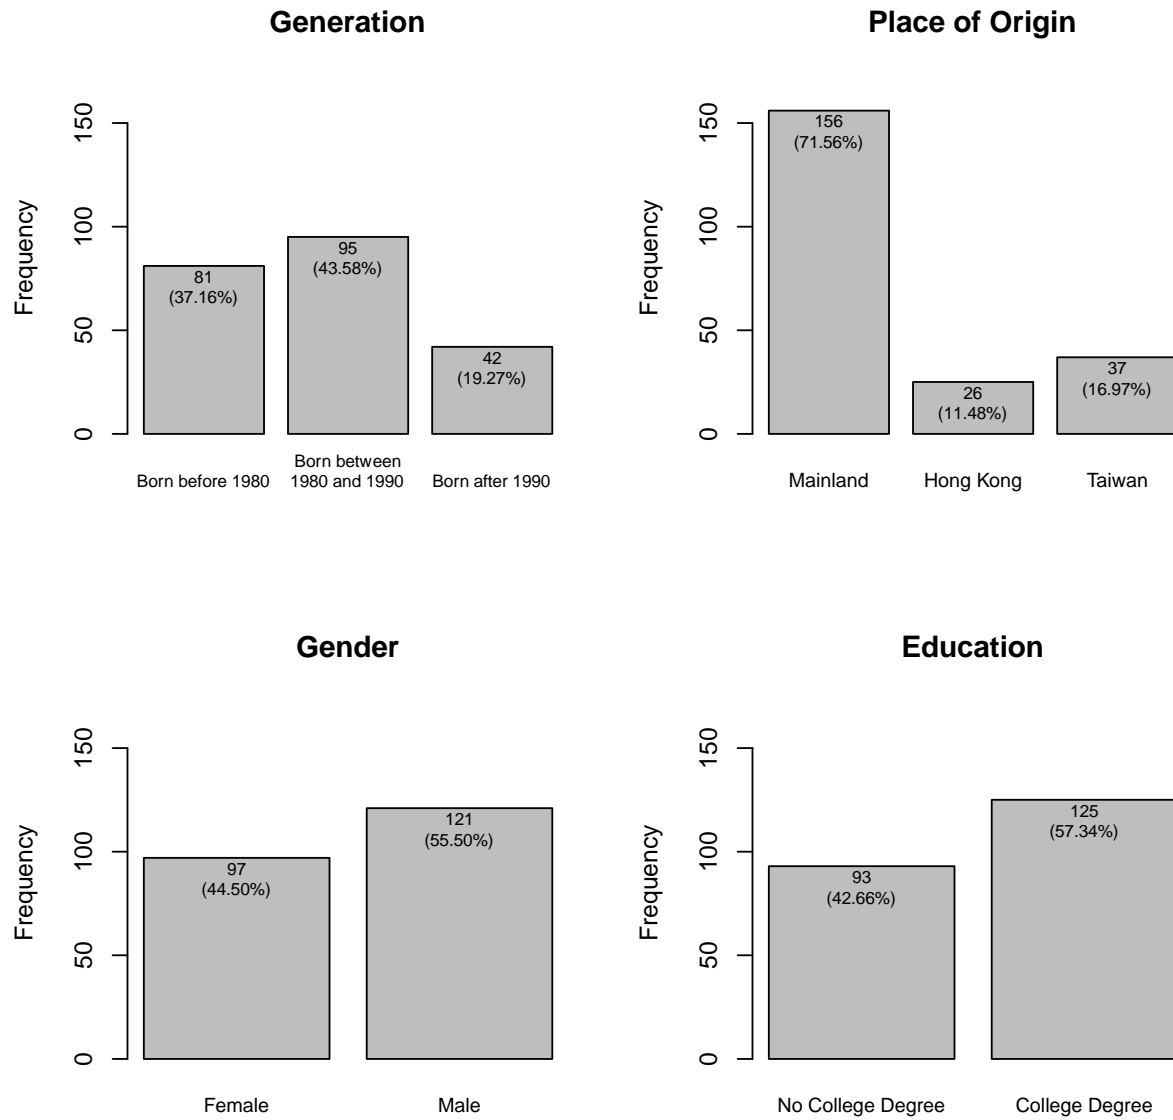 Generation
Frequency
0
50
100
150
81
(37.16%)
95
(43.58%)
42
(19.27%)
Born before 1980
Born between
1980 and 1990
Born after 1990
Place of Origin
Frequency
0
50
100
150
156
(71.56%)
26
(11.48%)
37
(16.97%)
Mainland
Hong Kong
Taiwan
Gender
Frequency
0
50
100
150
97
(44.50%)
121
(55.50%)
Female
Male
Education
Frequency
0
50
100
150
93
(42.66%)
125
(57.34%)
No College Degree
College Degree